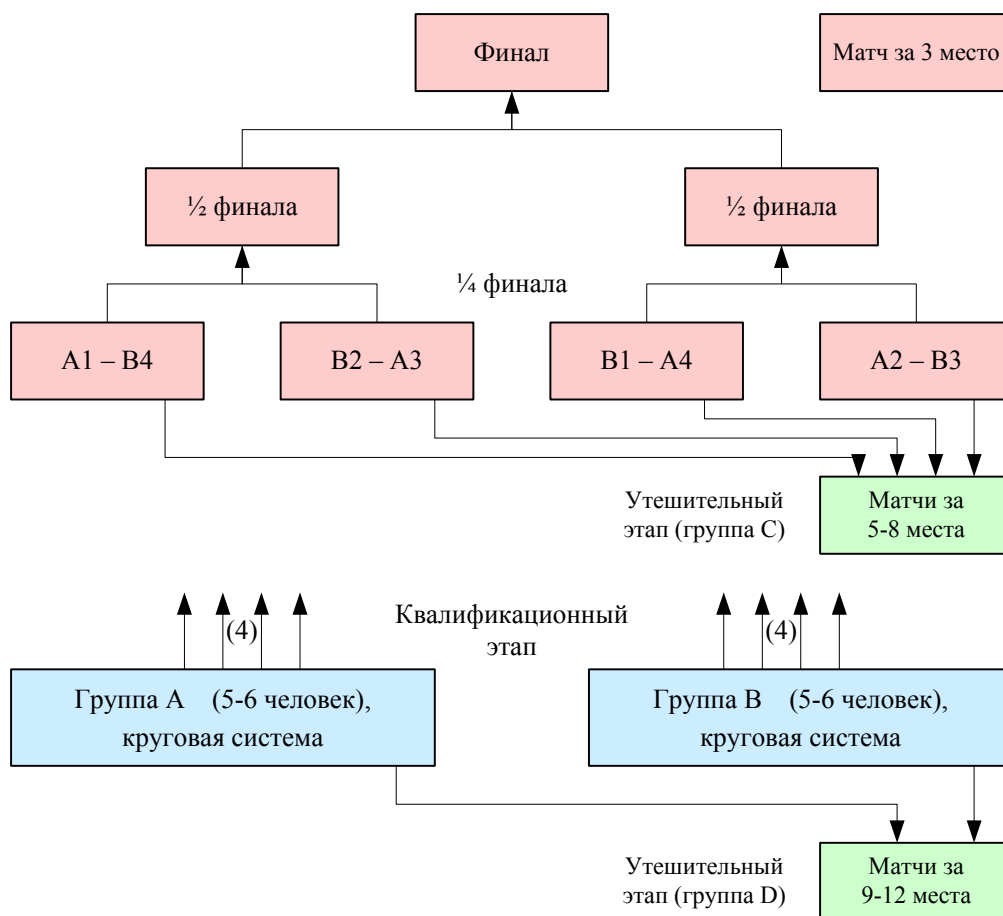 Финал
Матч за 3 место
½ финала
½ финала
¼ финала
A1 – B4
B2 – A3
B1 – A4
A2 – B3
Утешительный
этап (группа C)
Матчи за
5-8 места
(4)
Квалификационный
этап
(4)
Группа A (5-6 человек),
круговая система
Группа B (5-6 человек),
круговая система
Утешительный
этап (группа D)
Матчи за
9-12 места